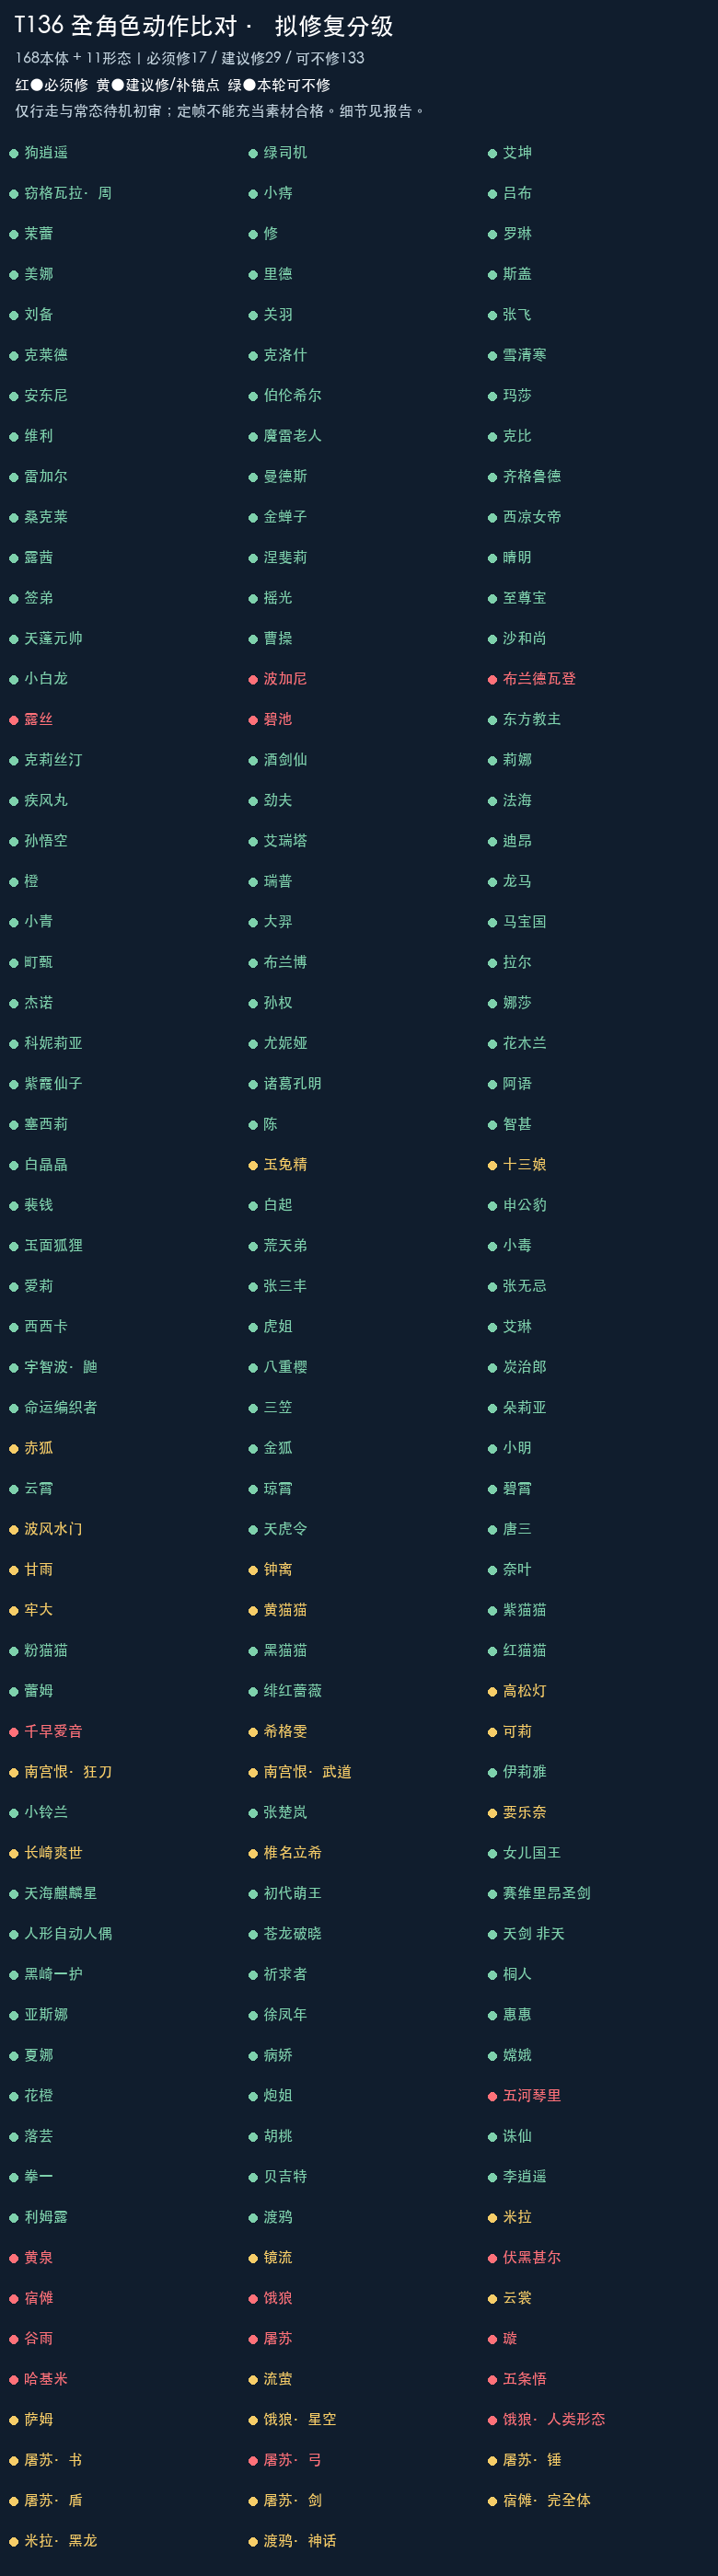 T136 全角色动作比对 · 拟修复分级
168本体 + 11形态 | 必须修17 / 建议修29 / 可不修133
红●必须修 黄●建议修/补锚点 绿●本轮可不修
仅行走与常态待机初审；定帧不能充当素材合格。细节见报告。
狗逍遥 绿司机 艾坤
窃格瓦拉·周 小痔 吕布
茉蕾 修 罗琳
美娜 里德 斯盖
刘备 关羽 张飞
克莱德 克洛什 雪清寒
安东尼 伯伦希尔 玛莎
维利 魔雷老人 克比
雷加尔 曼德斯 齐格鲁德
桑克莱 金蝉子 西凉女帝
露茜 涅斐莉 晴明
签弟 摇光 至尊宝
天蓬元帅 曹操 沙和尚
小白龙 波加尼 布兰德瓦登
露丝 碧池 东方教主
克莉丝汀 酒剑仙 莉娜
疾风丸 劲夫 法海
孙悟空 艾瑞塔 迪昂
橙 瑞普 龙马
小青 大羿 马宝国
町甄 布兰博 拉尔
杰诺 孙权 娜莎
科妮莉亚 尤妮娅 花木兰
紫霞仙子 诸葛孔明 阿语
塞西莉 陈 智甚
白晶晶 玉兔精 十三娘
裴钱 白起 申公豹
玉面狐狸 荒天弟 小毒
爱莉 张三丰 张无忌
西西卡 虎姐 艾琳
宇智波·鼬 八重樱 炭治郎
命运编织者 三笠 朵莉亚
赤狐 金狐 小明
云霄 琼霄 碧霄
波风水门 天虎令 唐三
甘雨 钟离 奈叶
牢大 黄猫猫 紫猫猫
粉猫猫 黑猫猫 红猫猫
蕾姆 绯红蔷薇 高松灯
千早爱音 希格雯 可莉
南宫恨·狂刀 南宫恨·武道 伊莉雅
小铃兰 张楚岚 要乐奈
长崎爽世 椎名立希 女儿国王
天海麒麟星 初代萌王 赛维里昂圣剑
人形自动人偶 苍龙破晓 天剑 非天
黑崎一护 祈求者 桐人
亚斯娜 徐凤年 惠惠
夏娜 病娇 嫦娥
花橙 炮姐 五河琴里
落芸 胡桃 诛仙
拳一 贝吉特 李逍遥
利姆露 渡鸦 米拉
黄泉 镜流 伏黑甚尔
宿傩 饿狼 云裳
谷雨 屠苏 璇
哈基米 流萤 五条悟
萨姆 饿狼·星空 饿狼·人类形态
屠苏·书 屠苏·弓 屠苏·锤
屠苏·盾 屠苏·剑 宿傩·完全体
米拉·黑龙 渡鸦·神话